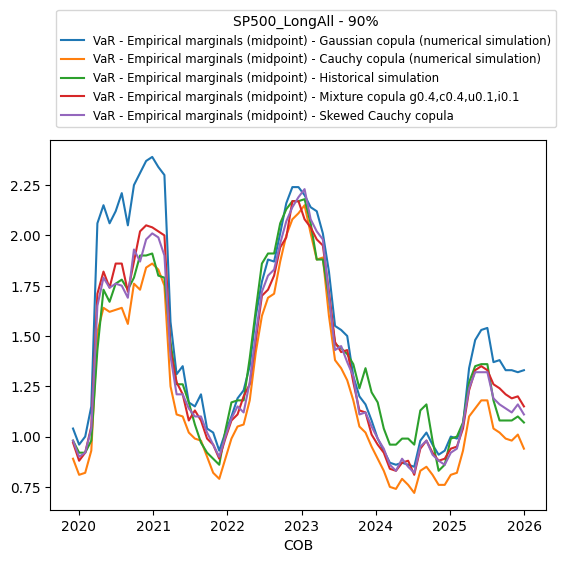 SP500_LongAll - 90%
VaR - Empirical marginals (midpoint) - Gaussian copula (numerical simulation)
VaR - Empirical marginals (midpoint) - Cauchy copula (numerical simulation)
VaR - Empirical marginals (midpoint) - Historical simulation
VaR - Empirical marginals (midpoint) - Mixture copula g0.4,c0.4,u0.1,i0.1
VaR - Empirical marginals (midpoint) - Skewed Cauchy copula
2.25
2.00
1.75
1.50
1.25
1.00
0.75
2020 2021 2022 2023 2024 2025 2026
COB